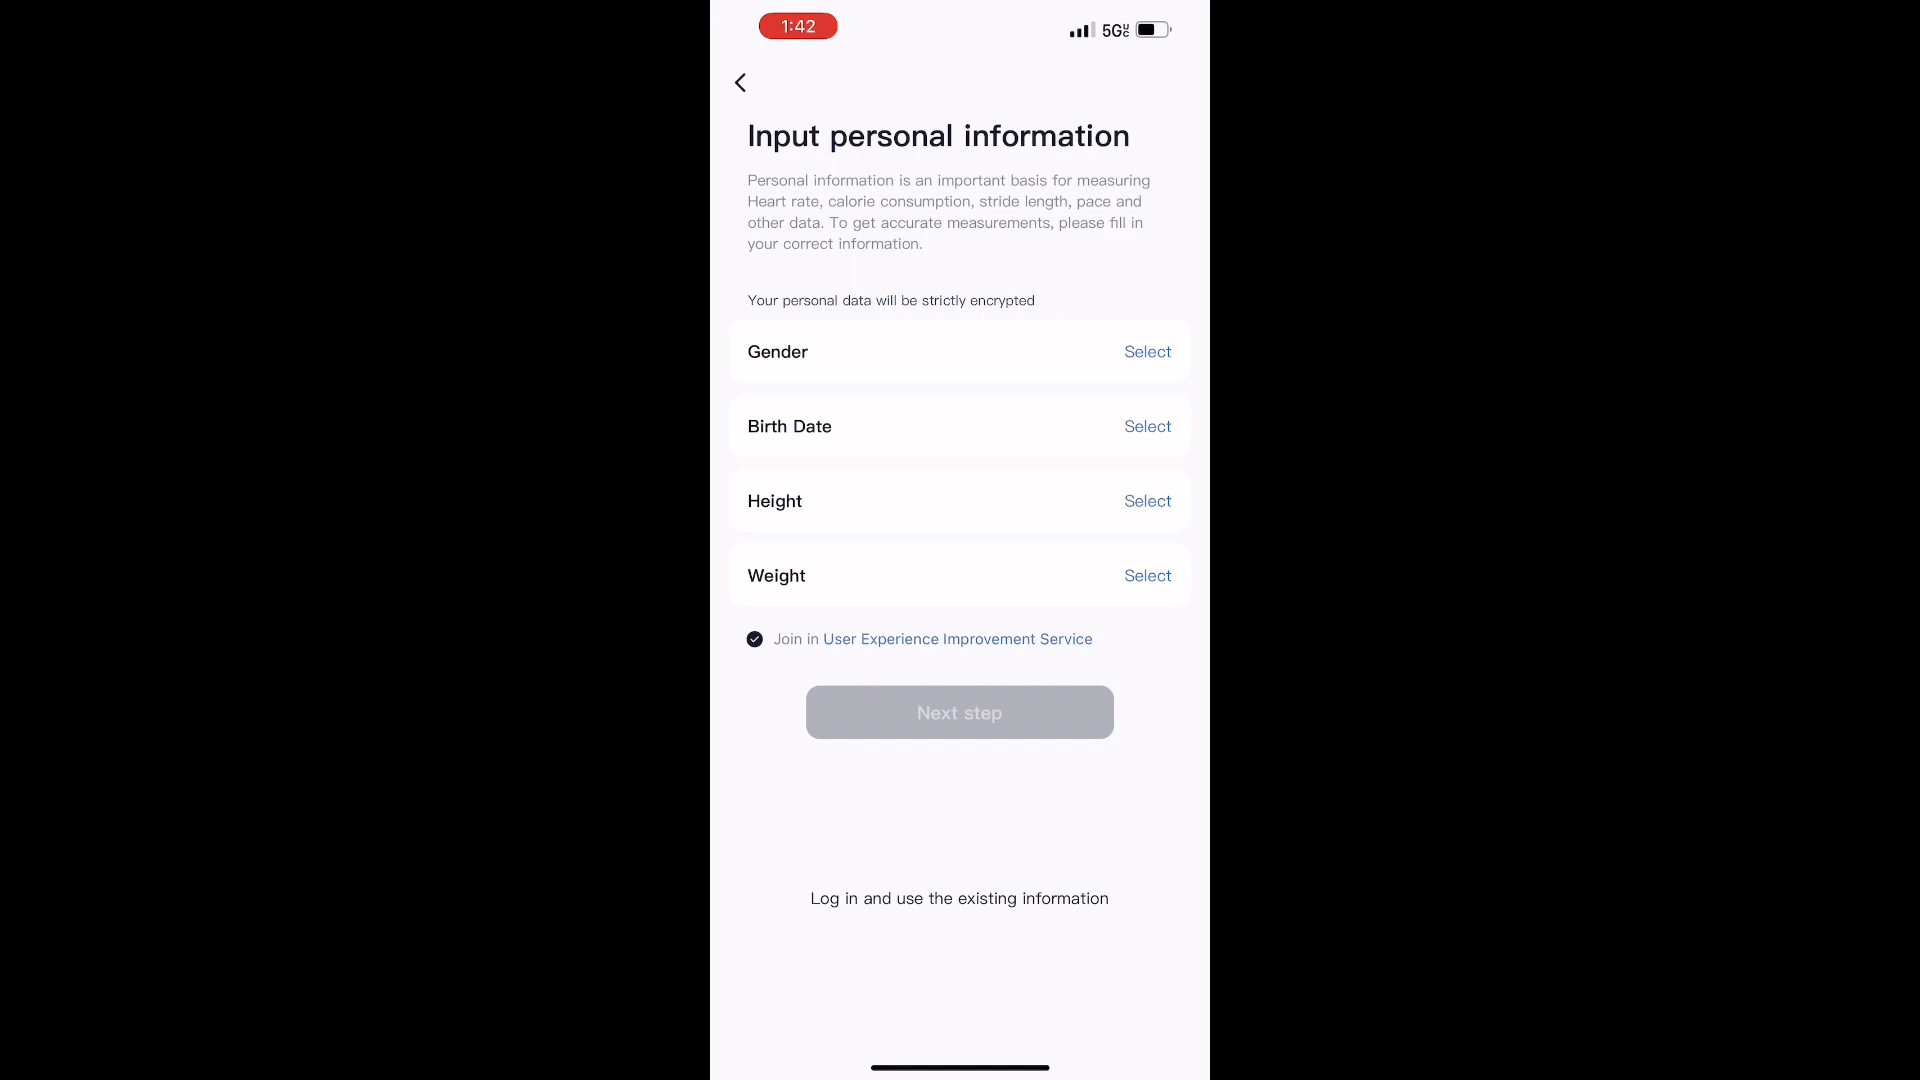 1:42
5GUC
Input personal information
Personal information is an important basis for measuring
Heart rate, calorie consumption, stride length, pace and
other data. To get accurate measurements, please fill in
your correct information.
Your personal data will be strictly encrypted
Gender Select
Birth Date Select
Height Select
Weight Select
Join in User Experience Improvement Service
Next step
Log in and use the existing information